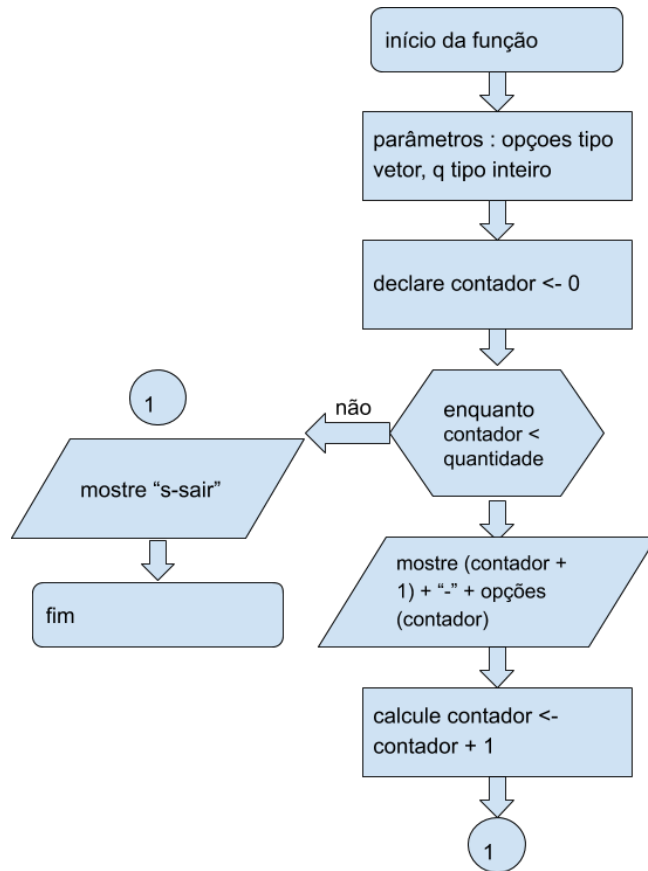 início da função
parâmetros : opçoes tipo
vetor, q tipo inteiro
declare contador <- 0
enquanto
contador <
quantidade
não
1
mostre “s-sair”
fim
mostre (contador +
1) + “-” + opções
(contador)
calcule contador <-
contador + 1
1